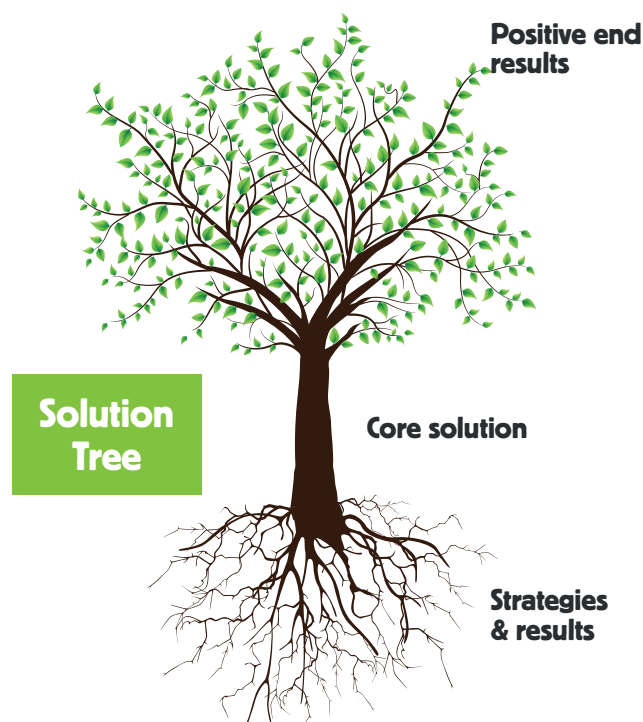 Positive end
results
Solution
Tree
Core solution
Strategies
& results